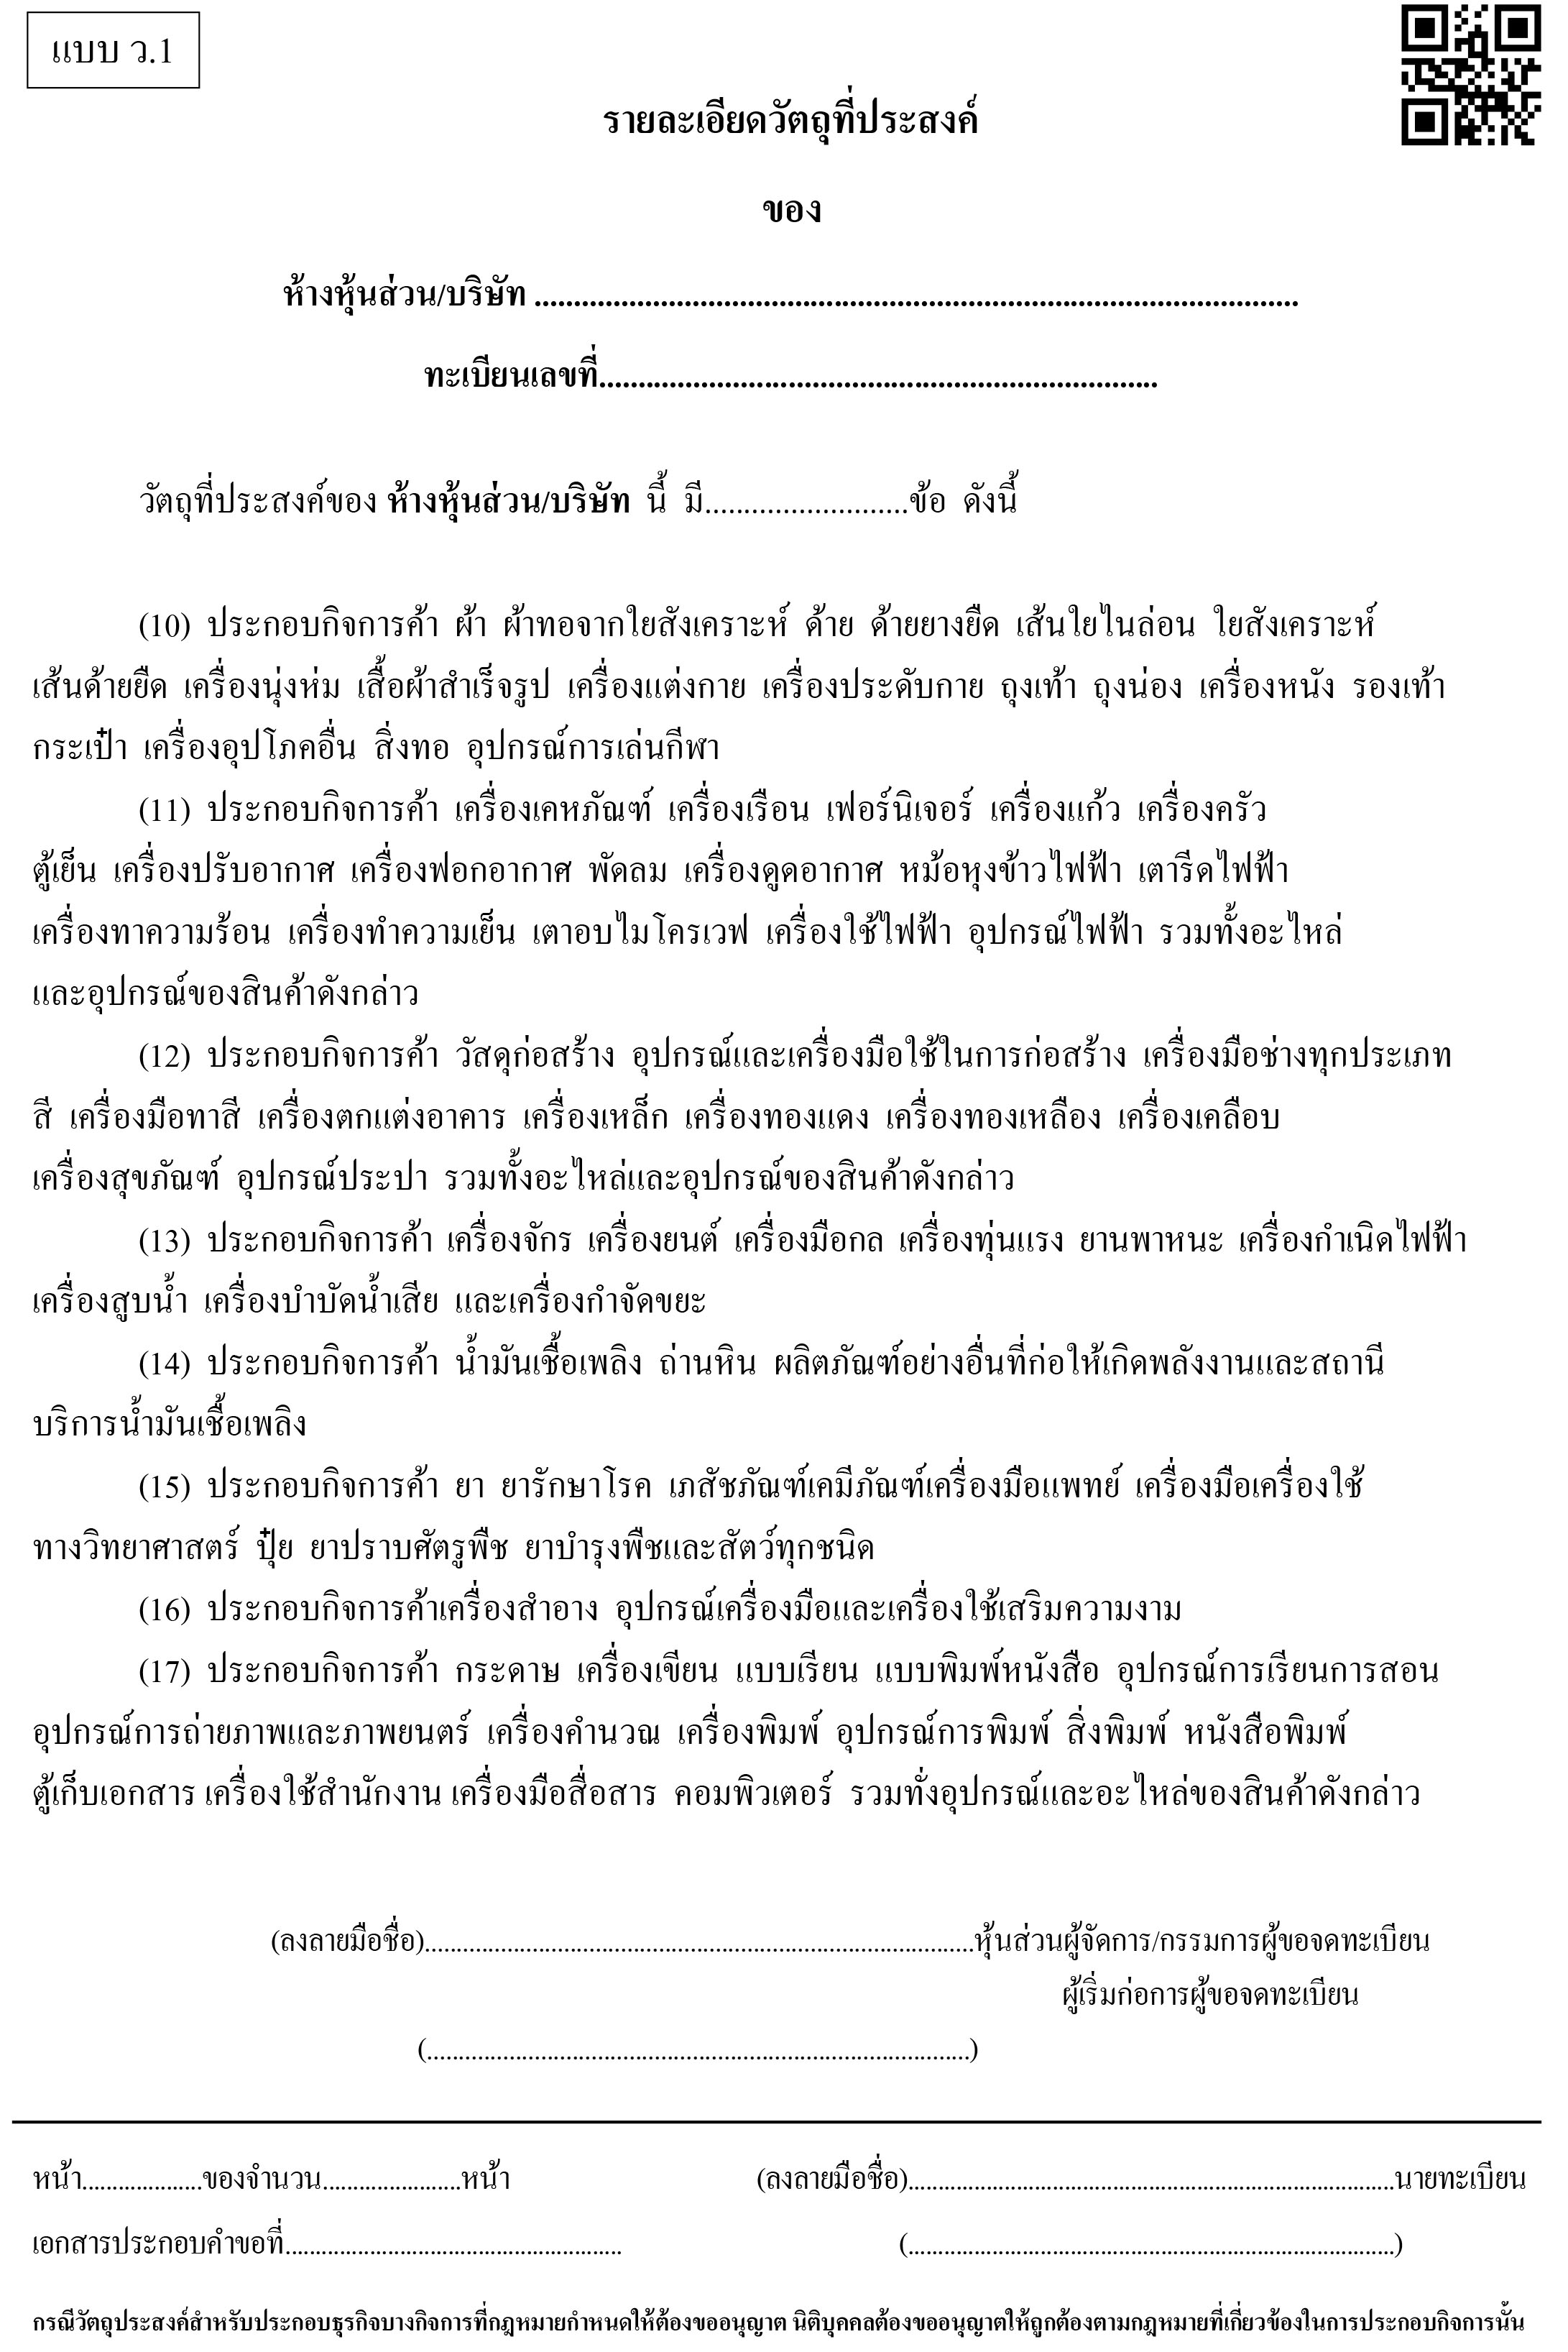 แบบ ว.1
รายละเอียดวัตถุที่ประสงค์
ของ
ห้างหุ้นส่วน/บริษัท .................................................................................................
ทะเบียนเลขที่.......................................................................
วัตถุที่ประสงค์ของ ห้างหุ้นส่วน/บริษัท นี้ มี..........................ข้อ ดังนี้
(10) ประกอบกิจการค้า ผ้า ผ้าทอจากใยสังเคราะห์ ด้าย ด้ายยางยืด เส้นใยไนล่อน ใยสังเคราะห์
เส้นด้ายยืด เครื่องนุ่งห่ม เสื้อผ้าสำเร็จรูป เครื่องแต่งกาย เครื่องประดับกาย ถุงเท้า ถุงน่อง เครื่องหนัง รองเท้า
กระเป๋า เครื่องอุปโภคอื่น สิ่งทอ อุปกรณ์การเล่นกีฬา
(11) ประกอบกิจการค้า เครื่องเคหภัณฑ์ เครื่องเรือน เฟอร์นิเจอร์ เครื่องแก้ว เครื่องครัว
ตู้เย็น เครื่องปรับอากาศ เครื่องฟอกอากาศ พัดลม เครื่องดูดอากาศ หม้อหุงข้าวไฟฟ้า เตารีดไฟฟ้า
เครื่องทาความร้อน เครื่องทำความเย็น เตาอบไมโครเวฟ เครื่องใช้ไฟฟ้า อุปกรณ์ไฟฟ้า รวมทั้งอะไหล่
และอุปกรณ์ของสินค้าดังกล่าว
(12) ประกอบกิจการค้า วัสดุก่อสร้าง อุปกรณ์และเครื่องมือใช้ในการก่อสร้าง เครื่องมือช่างทุกประเภท
สี เครื่องมือทาสี เครื่องตกแต่งอาคาร เครื่องเหล็ก เครื่องทองแดง เครื่องทองเหลือง เครื่องเคลือบ
เครื่องสุขภัณฑ์ อุปกรณ์ประปา รวมทั้งอะไหล่และอุปกรณ์ของสินค้าดังกล่าว
(13) ประกอบกิจการค้า เครื่องจักร เครื่องยนต์ เครื่องมือกล เครื่องทุ่นแรง ยานพาหนะ เครื่องกำเนิดไฟฟ้า
เครื่องสูบน้ำ เครื่องบำบัดน้ำเสีย และเครื่องกำจัดขยะ
(14) ประกอบกิจการค้า น้ำมันเชื้อเพลิง ถ่านหิน ผลิตภัณฑ์อย่างอื่นที่ก่อให้เกิดพลังงานและสถานี
บริการน้ำมันเชื้อเพลิง
(15) ประกอบกิจการค้า ยา ยารักษาโรค เภสัชภัณฑ์เคมีภัณฑ์เครื่องมือแพทย์ เครื่องมือเครื่องใช้
ทางวิทยาศาสตร์ ปุ๋ย ยาปราบศัตรูพืช ยาบำรุงพืชและสัตว์ทุกชนิด
(16) ประกอบกิจการค้าเครื่องสำอาง อุปกรณ์เครื่องมือและเครื่องใช้เสริมความงาม
(17) ประกอบกิจการค้า กระดาษ เครื่องเขียน แบบเรียน แบบพิมพ์หนังสือ อุปกรณ์การเรียนการสอน
อุปกรณ์การถ่ายภาพและภาพยนตร์ เครื่องคำนวณ เครื่องพิมพ์ อุปกรณ์การพิมพ์ สิ่งพิมพ์ หนังสือพิมพ์
ตู้เก็บเอกสาร เครื่องใช้สำนักงาน เครื่องมือสื่อสาร คอมพิวเตอร์ รวมทั่งอุปกรณ์และอะไหล่ของสินค้าดังกล่าว
(ลงลายมือชื่อ)......................................................................................หุ้นส่วนผู้จัดการ/กรรมการผู้ขอจดทะเบียน
ผู้เริ่มก่อการผู้ขอจดทะเบียน
(.....................................................................................)
หน้า....................ของจำนวน.......................หน้า (ลงลายมือชื่อ).................................................................................นายทะเบียน
เอกสารประกอบคำขอที่........................................................ (.................................................................................)
กรณีวัตถุประสงค์สำหรับประกอบธุรกิจบางกิจการที่กฎหมายกำหนดให้ต้องขออนุญาต นิติบุคคลต้องขออนุญาตให้ถูกต้องตามกฎหมายที่เกี่ยวข้องในการประกอบกิจการนั้น